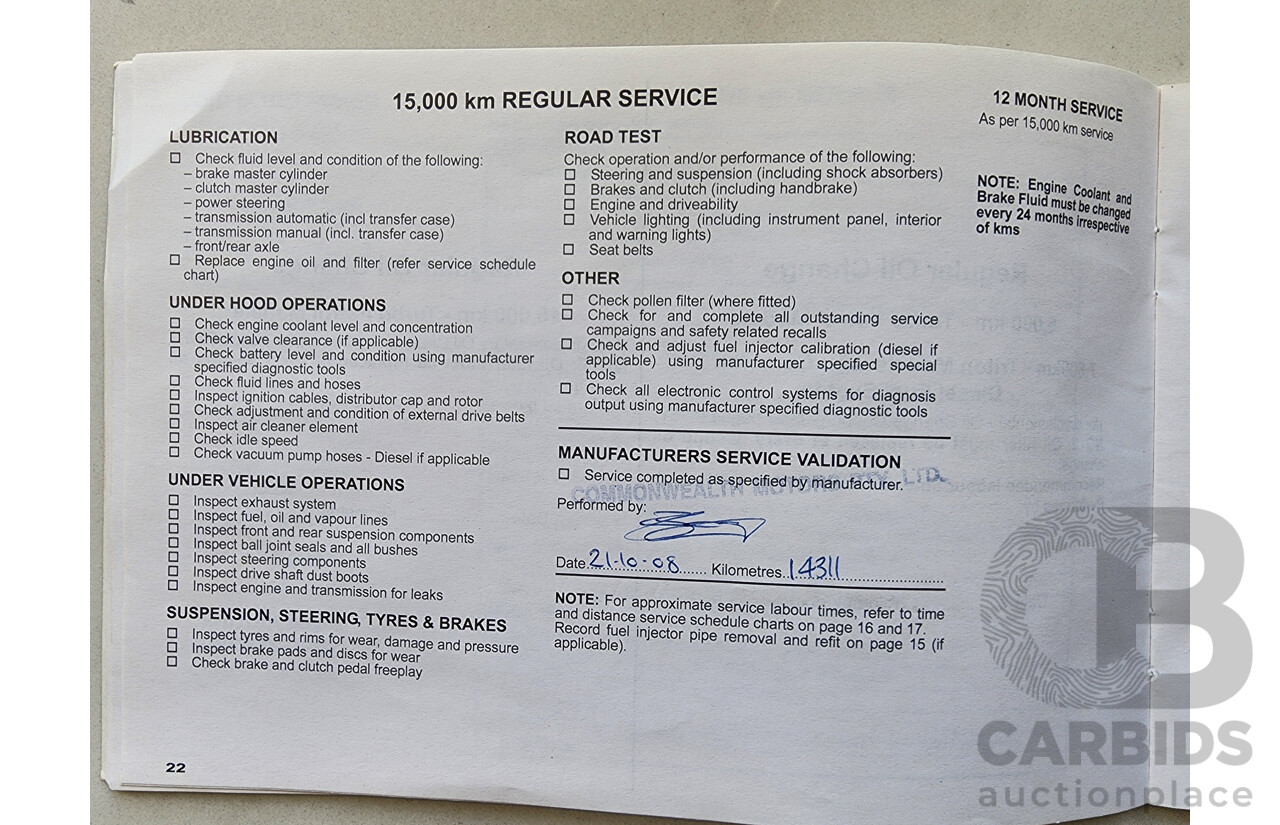 15,000 km REGULAR SERVICE
LUBRICATION
Check fluid level and condition of the following:
– brake master cylinder
– clutch master cylinder
– power steering
– transmission automatic (incl transfer case)
– transmission manual (incl. transfer case)
– front/rear axle
Replace engine oil and filter (refer service schedule
chart)
UNDER HOOD OPERATIONS
Check engine coolant level and concentration
Check valve clearance (if applicable)
Check battery level and condition using manufacturer
specified diagnostic tools
Check fluid lines and hoses
Inspect ignition cables, distributor cap and rotor
Check adjustment and condition of external drive belts
Inspect air cleaner element
Check idle speed
Check vacuum pump hoses - Diesel if applicable
UNDER VEHICLE OPERATIONS
Inspect exhaust system
Inspect fuel, oil and vapour lines
Inspect front and rear suspension components
Inspect ball joint seals and all bushes
Inspect steering components
Inspect drive shaft dust boots
Inspect engine and transmission for leaks
SUSPENSION, STEERING, TYRES & BRAKES
Inspect tyres and rims for wear, damage and pressure
Inspect brake pads and discs for wear
Check brake and clutch pedal freeplay
22
ROAD TEST
Check operation and/or performance of the following:
Steering and suspension (including shock absorbers)
Brakes and clutch (including handbrake)
Engine and driveability
Vehicle lighting (including instrument panel, interior
and warning lights)
Seat belts
OTHER
Check pollen filter (where fitted)
Check for and complete all outstanding service
campaigns and safety related recalls
Check and adjust fuel injector calibration (diesel if
applicable) using manufacturer specified special
tools
Check all electronic control systems for diagnosis
output using manufacturer specified diagnostic tools
MANUFACTURERS SERVICE VALIDATION
Service completed as specified by manufacturer.
COMMONWEALTH MOTORS PTY. LTD.
Performed by:
Date 21-10-08 Kilometres 14311
NOTE: For approximate service labour times, refer to time
and distance service schedule charts on page 16 and 17.
Record fuel injector pipe removal and refit on page 15 (if
applicable).
12 MONTH SERVICE
As per 15,000 km service
NOTE: Engine Coolant and
Brake Fluid must be changed
every 24 months irrespective
of kms
CB
CARBIDS
auctionplace